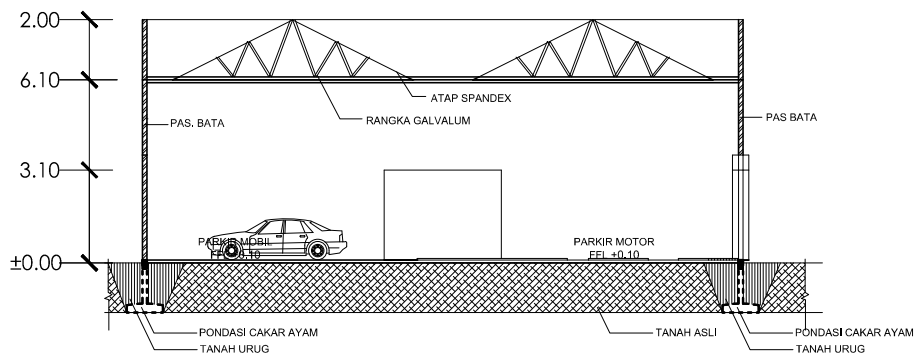 2.00
6.10
ATAP SPANDEX
RANGKA GALVALUM
PAS. BATA
PAS BATA
3.10
PARKIR MOBIL
FFL +0.10
PARKIR MOTOR
FFL +0.10
±0.00
PONDASI CAKAR AYAM
TANAH URUG
TANAH ASLI
PONDASI CAKAR AYAM
TANAH URUG